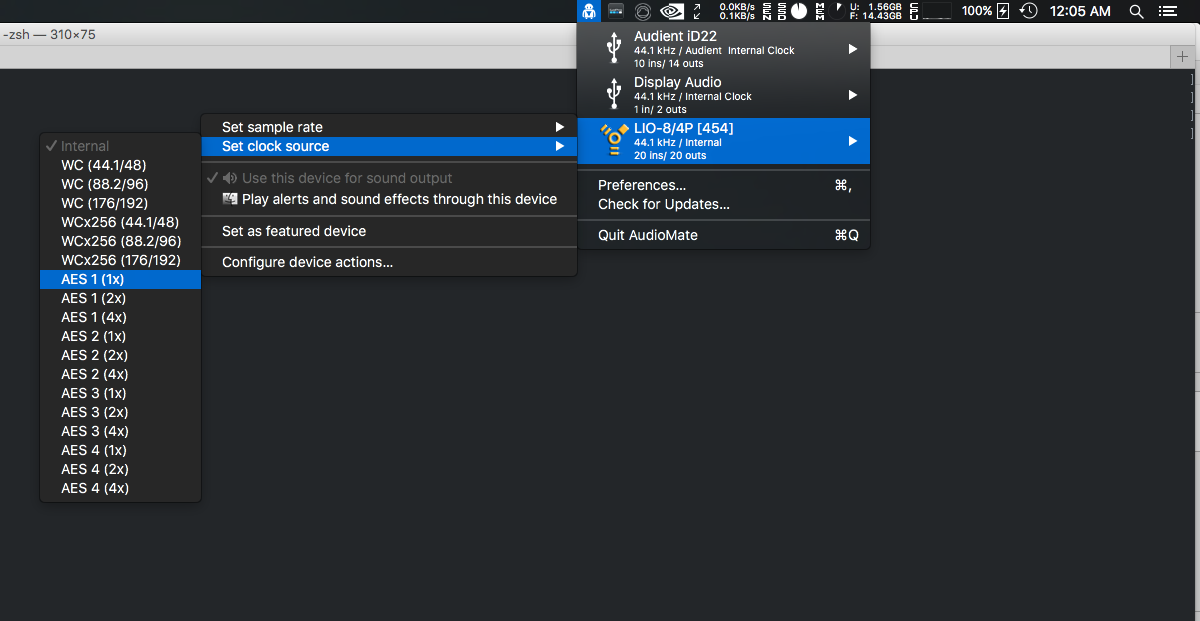 0.0KB/s
0.1KB/s
SEN
SSD
MEM
U: 1.56GB
F: 14.43GB
CPU
100%
12:05 AM
-zsh — 310×75
Audient iD22
44.1 kHz / Audient Internal Clock
10 ins/ 14 outs
Display Audio
44.1 kHz / Internal Clock
1 in/ 2 outs
LIO-8/4P [454]
44.1 kHz / Internal
20 ins/ 20 outs
Preferences... ⌘,
Check for Updates...
Quit AudioMate ⌘Q
Set sample rate
Set clock source
Use this device for sound output
Play alerts and sound effects through this device
Set as featured device
Configure device actions...
Internal
WC (44.1/48)
WC (88.2/96)
WC (176/192)
WCx256 (44.1/48)
WCx256 (88.2/96)
WCx256 (176/192)
AES 1 (1x)
AES 1 (2x)
AES 1 (4x)
AES 2 (1x)
AES 2 (2x)
AES 2 (4x)
AES 3 (1x)
AES 3 (2x)
AES 3 (4x)
AES 4 (1x)
AES 4 (2x)
AES 4 (4x)
]
]
]
]